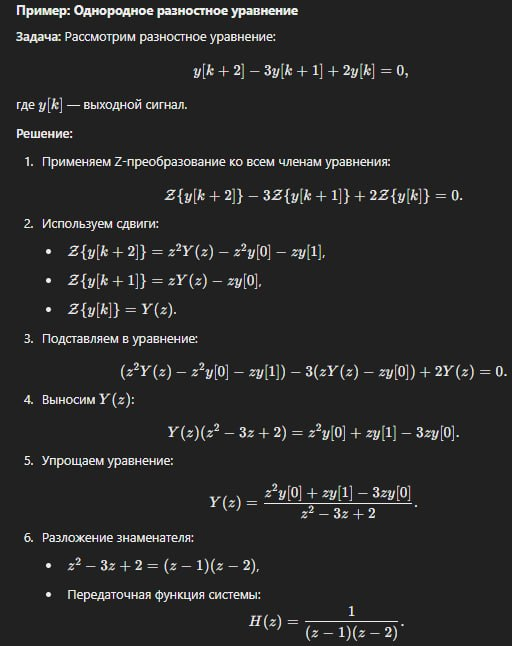 Пример: Однородное разностное уравнение
Задача: Рассмотрим разностное уравнение:
y[k + 2] − 3y[k + 1] + 2y[k] = 0,
где y[k] — выходной сигнал.
Решение:
1. Применяем Z-преобразование ко всем членам уравнения:
𝒵{y[k + 2]} − 3𝒵{y[k + 1]} + 2𝒵{y[k]} = 0.
2. Используем сдвиги:
• 𝒵{y[k + 2]} = z²Y(z) − z²y[0] − zy[1],
• 𝒵{y[k + 1]} = zY(z) − zy[0],
• 𝒵{y[k]} = Y(z).
3. Подставляем в уравнение:
(z²Y(z) − z²y[0] − zy[1]) − 3(zY(z) − zy[0]) + 2Y(z) = 0.
4. Выносим Y(z):
Y(z)(z² − 3z + 2) = z²y[0] + zy[1] − 3zy[0].
5. Упрощаем уравнение:
Y(z) = (z²y[0] + zy[1] − 3zy[0]) / (z² − 3z + 2).
6. Разложение знаменателя:
• z² − 3z + 2 = (z − 1)(z − 2),
• Передаточная функция системы:
H(z) = 1 / ((z − 1)(z − 2)).